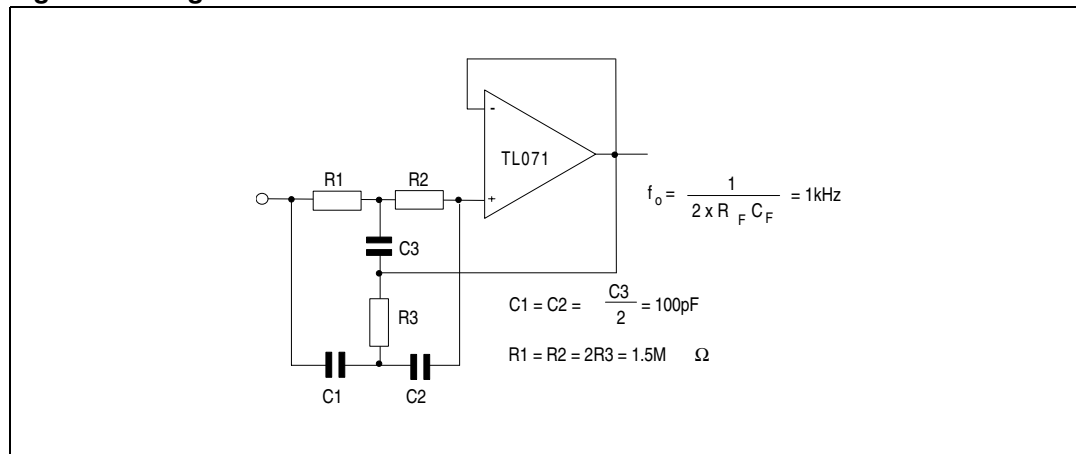 R1
R2
-
TL071
+
C3
R3
C1
C2
f o = 1 / 2 x R F C F = 1kHz
C1 = C2 = C3 / 2 = 100pF
R1 = R2 = 2R3 = 1.5M Ω